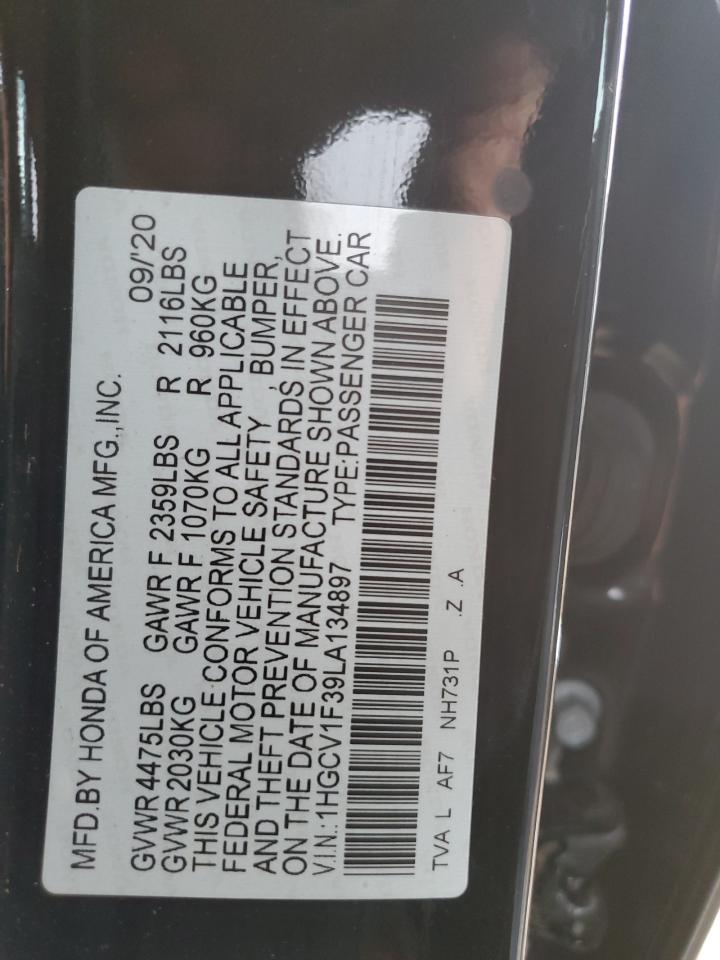 MFD.BY HONDA OF AMERICA MFG.,INC. 09/'20
GVWR 4475LBS GAWR F 2359LBS R 2116LBS
GVWR 2030KG GAWR F 1070KG R 960KG
THIS VEHICLE CONFORMS TO ALL APPLICABLE
FEDERAL MOTOR VEHICLE SAFETY, BUMPER,
AND THEFT PREVENTION STANDARDS IN EFFECT
ON THE DATE OF MANUFACTURE SHOWN ABOVE.
V.I.N.:1HGCV1F39LA134897 TYPE:PASSENGER CAR
TVA L AF7 NH731P .Z .A